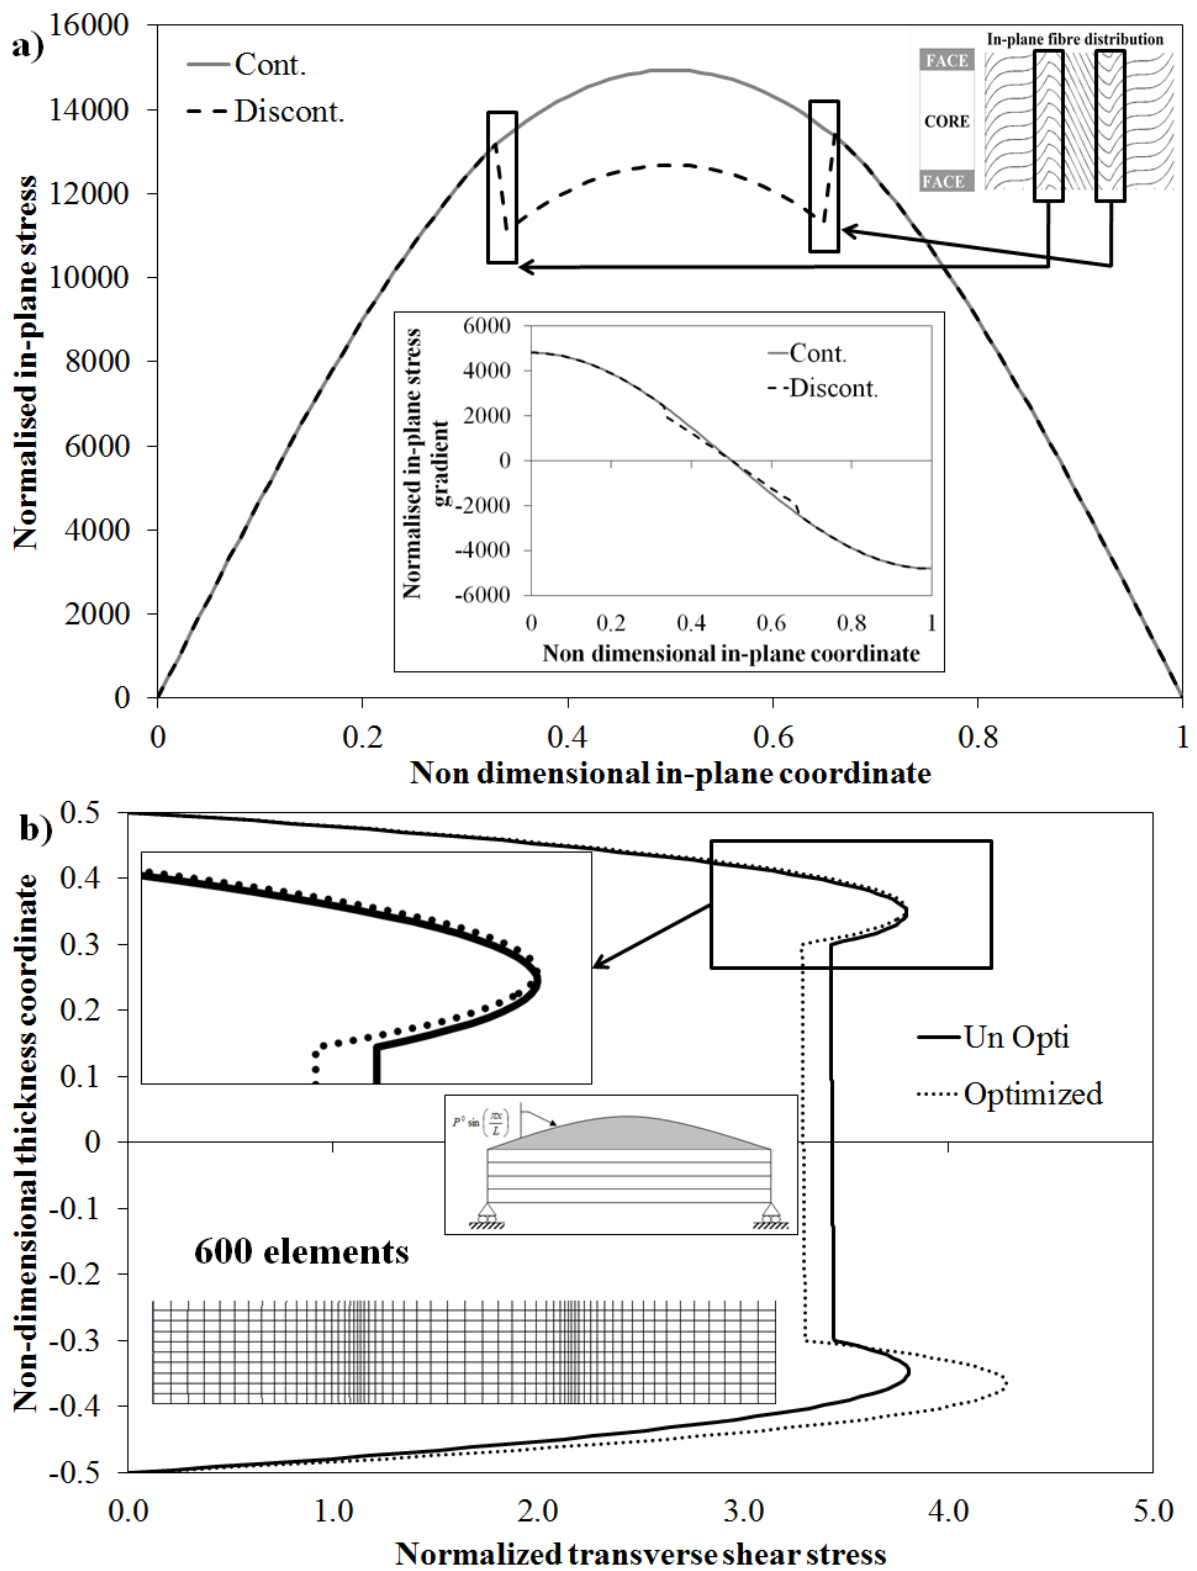 a)
16000
14000
12000
10000
8000
6000
4000
2000
0
Normalised in-plane stress
Cont.
Discont.
In-plane fibre distribution
FACE
CORE
FACE
6000
4000
2000
0
-2000
-4000
-6000
Normalised in-plane stress
gradient
Cont.
Discont.
0 0.2 0.4 0.6 0.8 1
Non dimensional in-plane coordinate
0 0.2 0.4 0.6 0.8 1
Non dimensional in-plane coordinate
b)
0.5
0.4
0.3
0.2
0.1
0
-0.1
-0.2
-0.3
-0.4
-0.5
Non-dimensional thickness coordinate
Un Opti
Optimized
P⁰ sin(πx/L)
600 elements
0.0 1.0 2.0 3.0 4.0 5.0
Normalized transverse shear stress